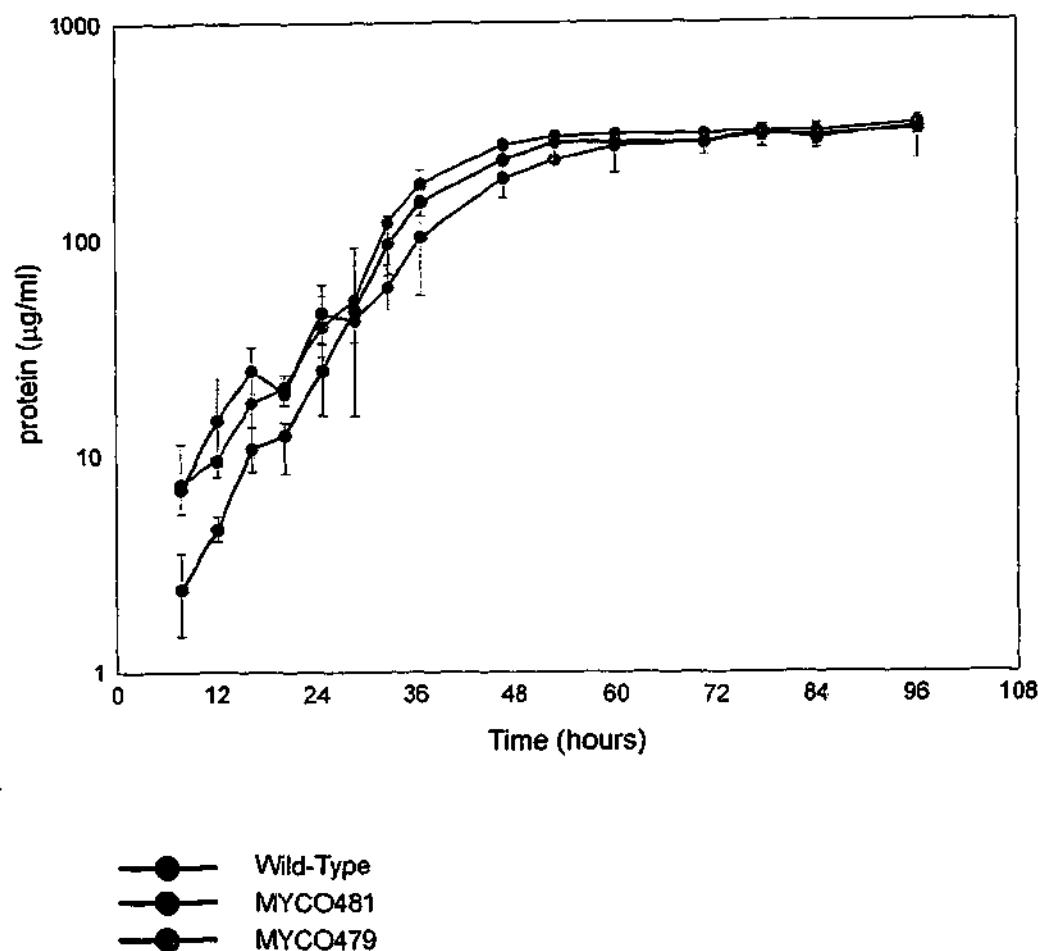 1000
100
10
1
protein (µg/ml)
0 12 24 36 48 60 72 84 96 108
Time (hours)
Wild-Type
MYCO481
MYCO479